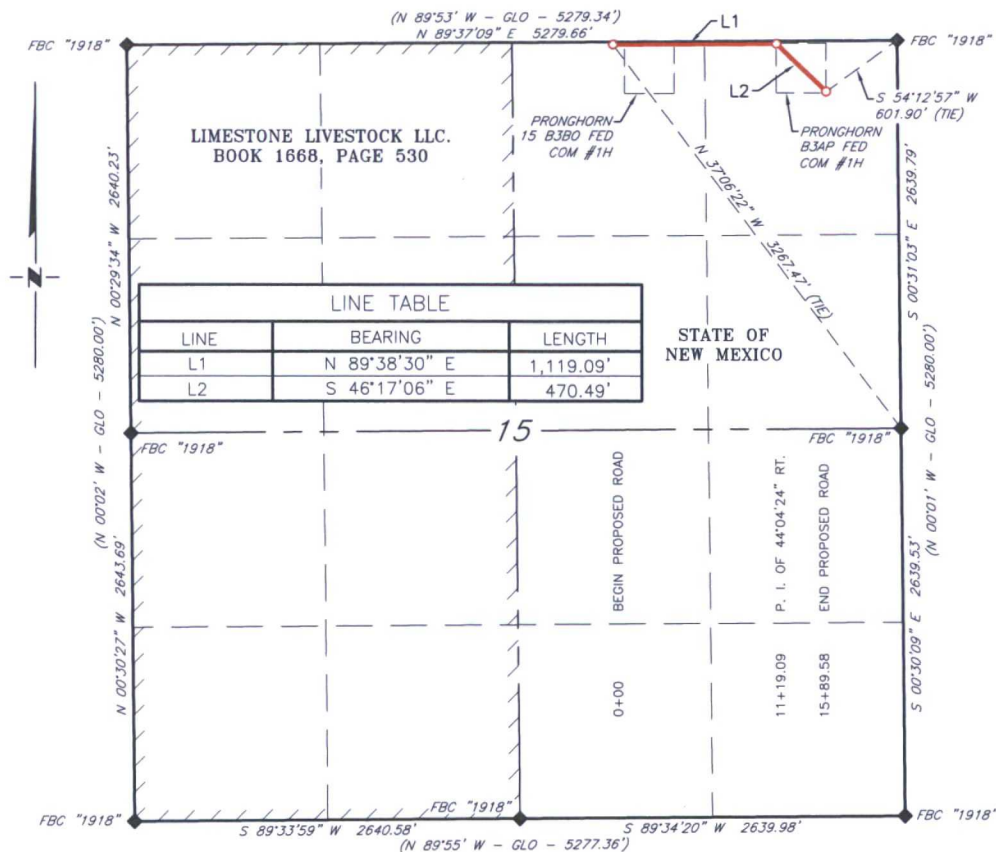 (N 89°53' W - GLO - 5279.34')
N 89°37'09" E 5279.66'
L1
FBC "1918"
FBC "1918"
L2
S 54°12'57" W
601.90' (TIE)
PRONGHORN
15 B3BO FED
COM #1H
PRONGHORN
B3AP FED
COM #1H
LIMESTONE LIVESTOCK LLC.
BOOK 1668, PAGE 530
N 00°29'34" W 2640.23'
N 37°06'22" W 3267.47' (TIE)
S 00°31'03" E 2639.79'
N
LINE TABLE
LINE BEARING LENGTH
L1 N 89°38'30" E 1,119.09'
L2 S 46°17'06" E 470.49'
STATE OF
NEW MEXICO
(N 00°02' W - GLO - 5280.00')
(N 00°01' W - GLO - 5280.00')
FBC "1918"
15
FBC "1918"
N 00°30'27" W 2643.69'
0+00 BEGIN PROPOSED ROAD
11+19.09 P. I. OF 44°04'24" RT.
15+89.58 END PROPOSED ROAD
S 00°30'09" E 2639.53'
FBC "1918"
FBC "1918"
FBC "1918"
S 89°33'59" W 2640.58'
S 89°34'20" W 2639.98'
(N 89°55' W - GLO - 5277.36')